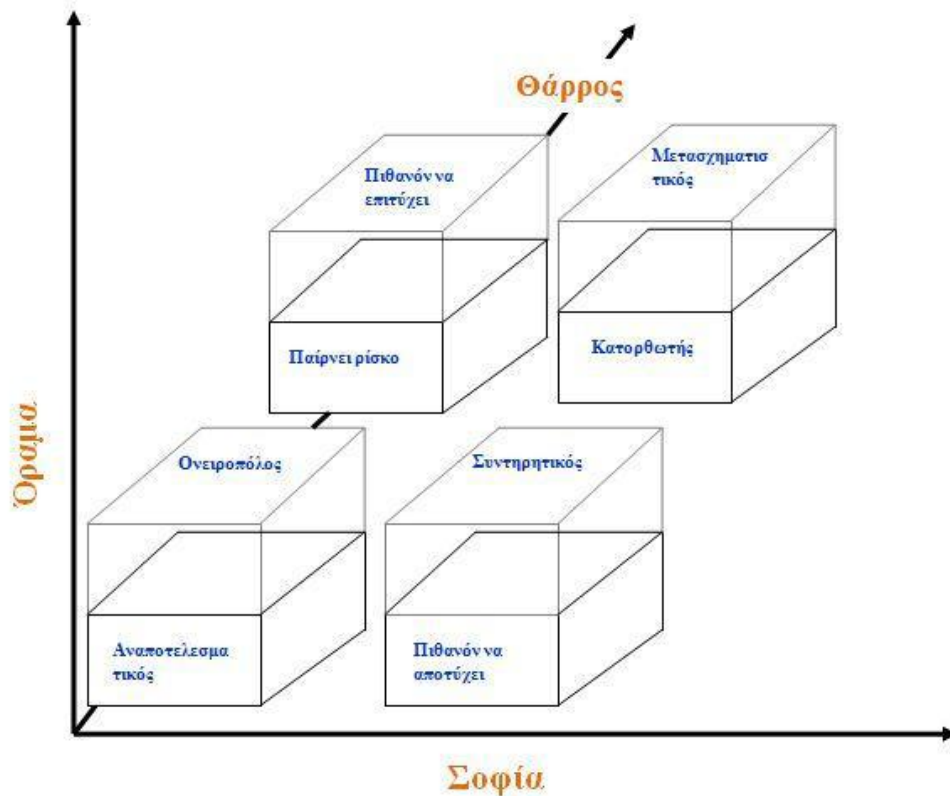 Θάρρος
Πιθανόν να
επιτύχει
Μετασχηματισ
τικός
Παίρνει ρίσκο
Κατορθωτής
Όραμα
Ονειροπόλος
Συντηρητικός
Αναποτελεσμα
τικός
Πιθανόν να
αποτύχει
Σοφία